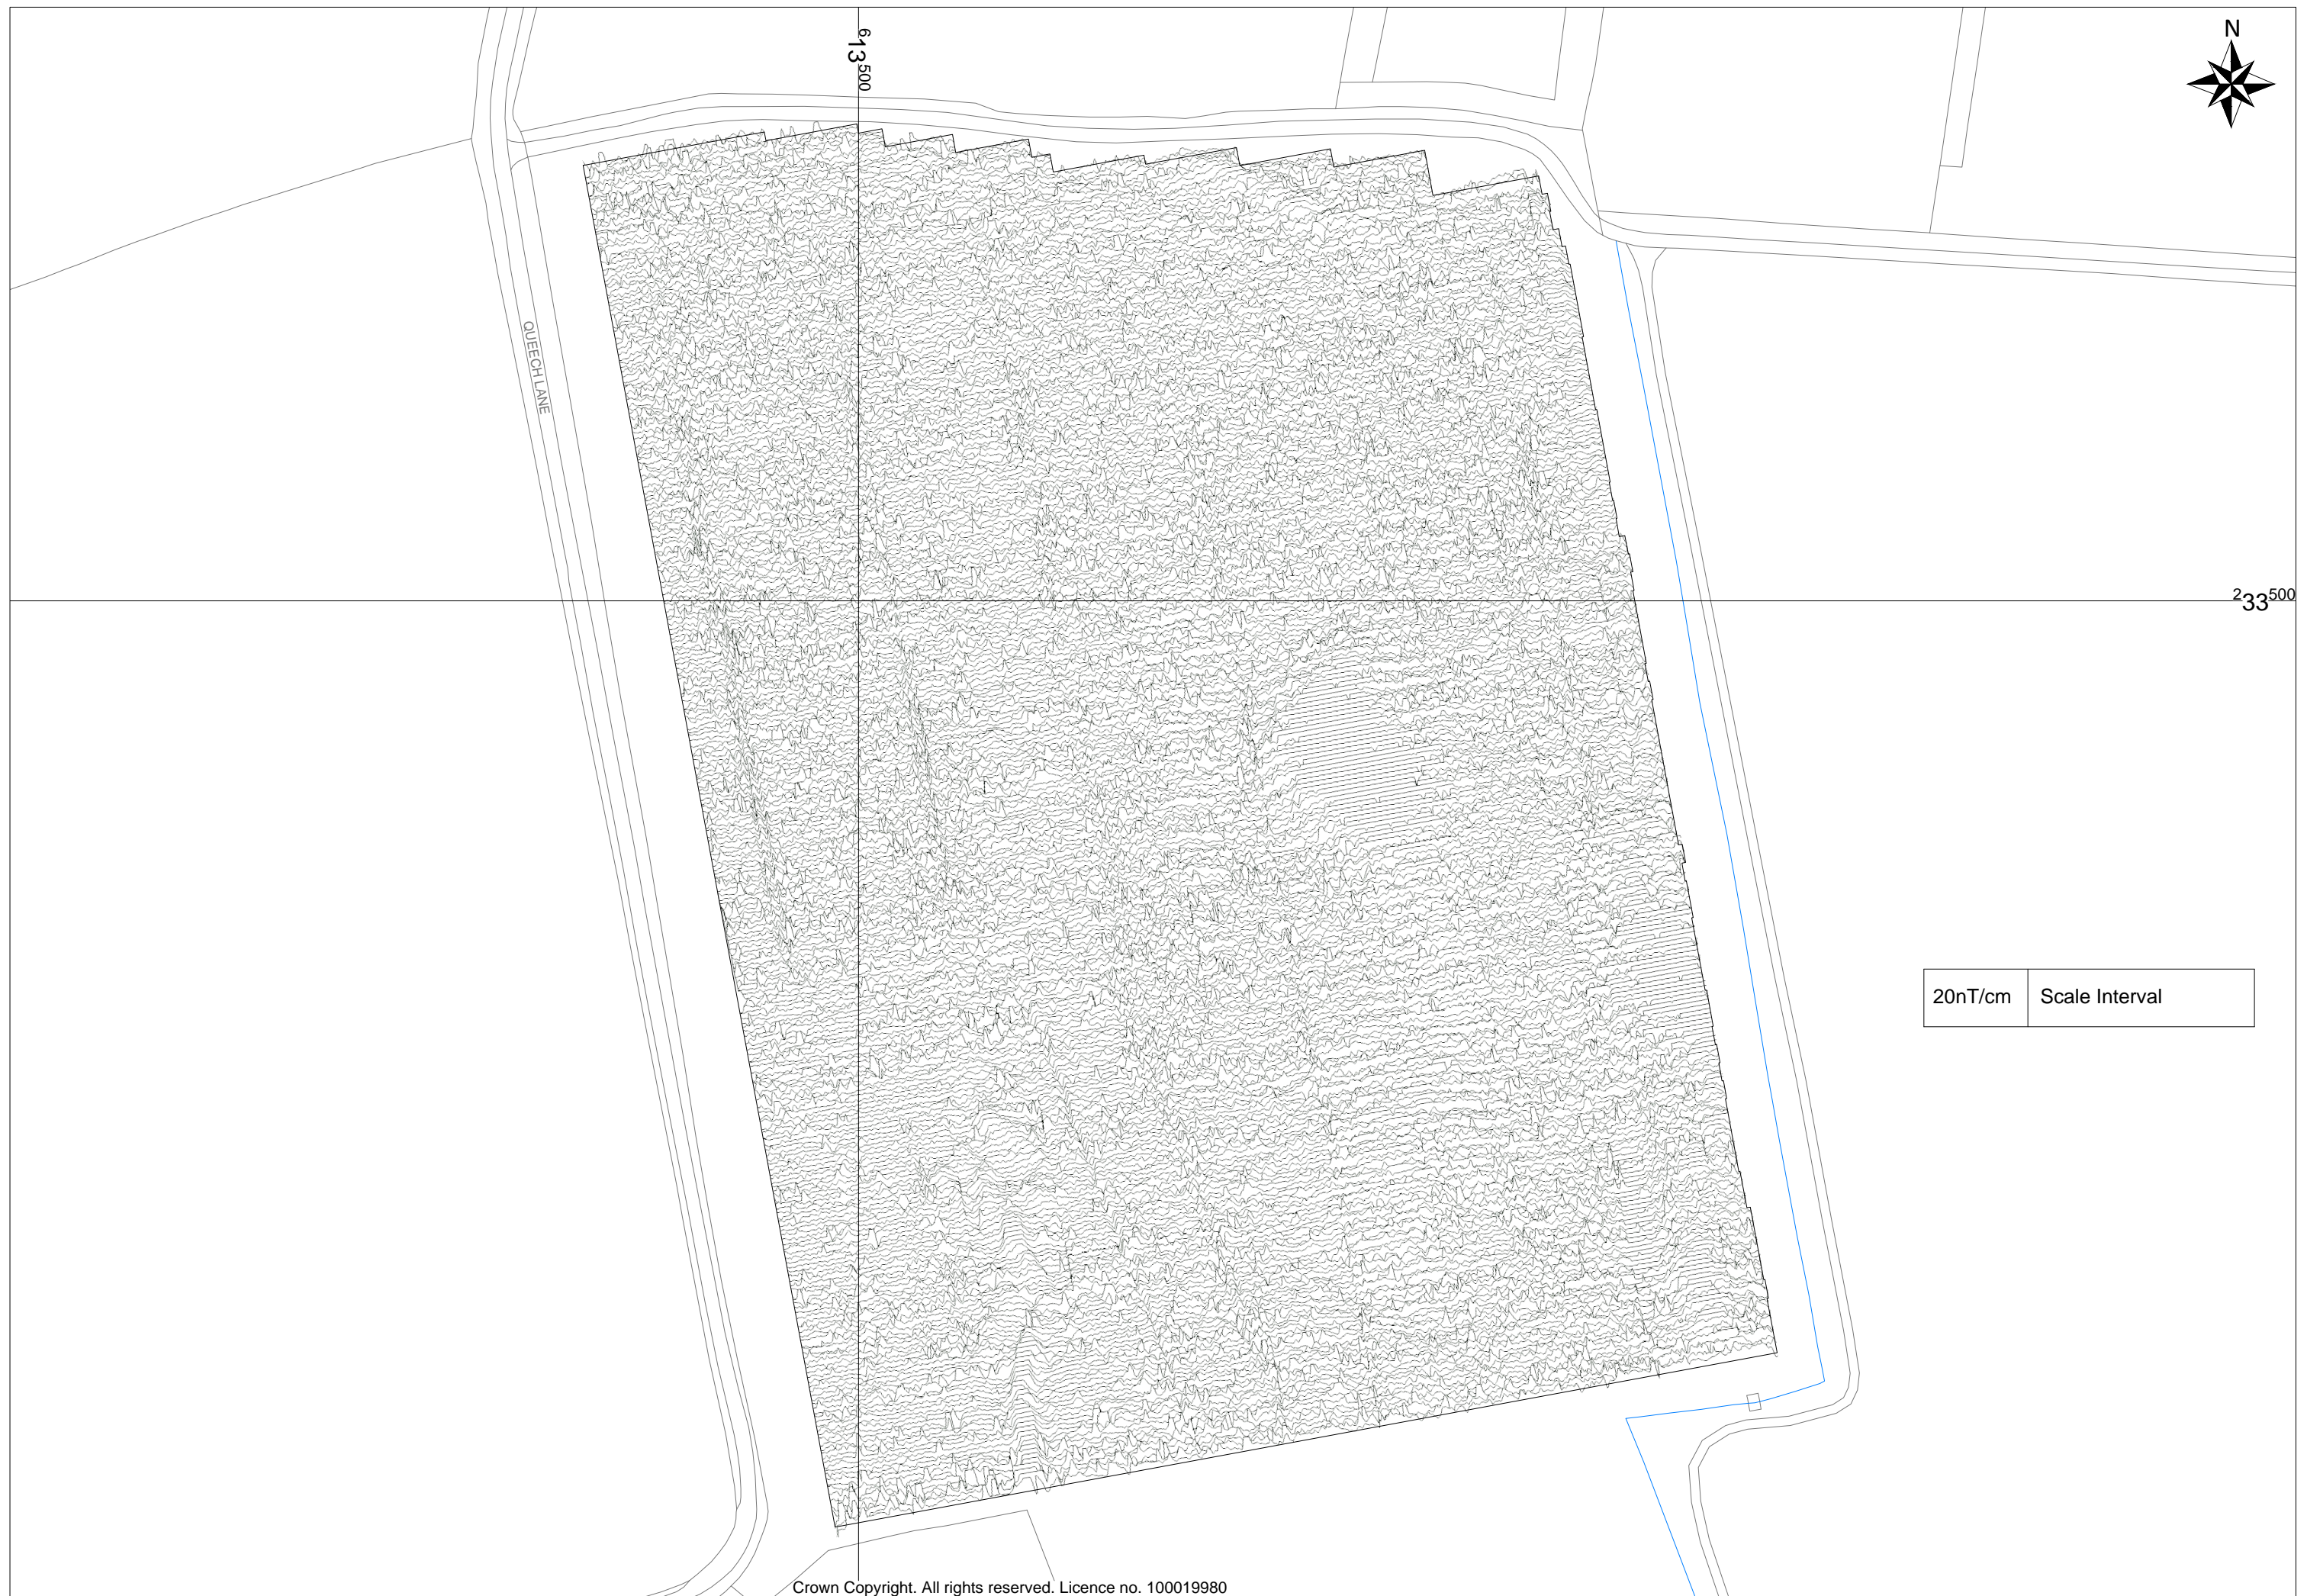 N
613500
QUEECH LANE
233500
20nT/cm Scale Interval
Crown Copyright. All rights reserved. Licence no. 100019980